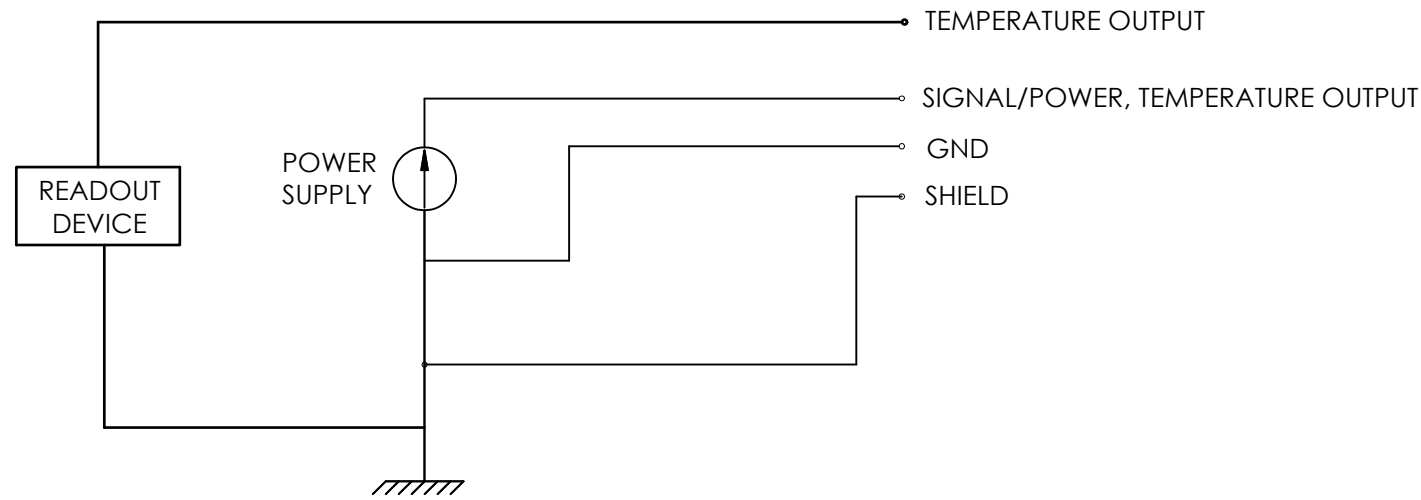 TEMPERATURE OUTPUT
SIGNAL/POWER, TEMPERATURE OUTPUT
GND
POWER
SUPPLY
READOUT
DEVICE
SHIELD